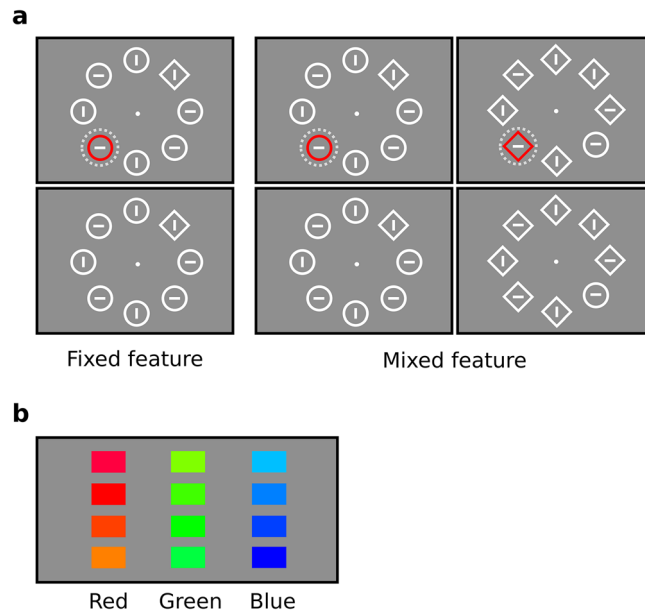 a
Fixed feature
Mixed feature
b
Red
Green
Blue